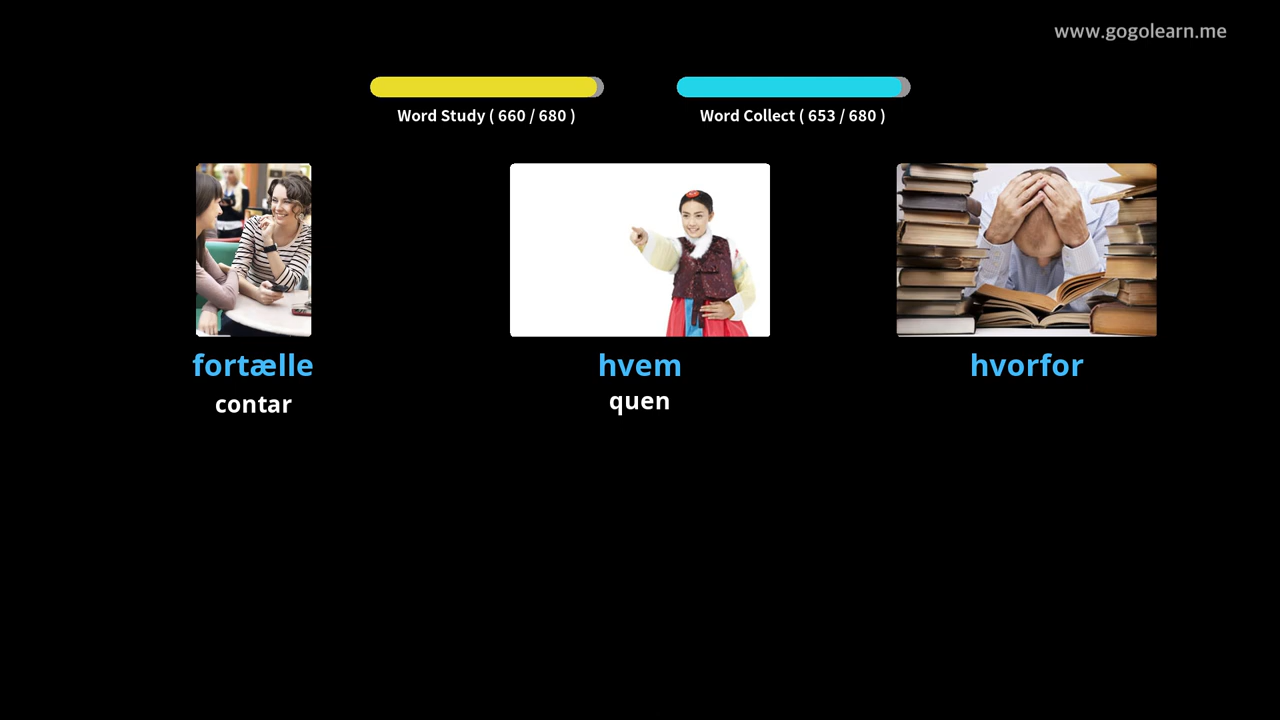 www.gogolearn.me
Word Study ( 660 / 680 )
Word Collect ( 653 / 680 )
fortælle
hvem
hvorfor
contar
quen